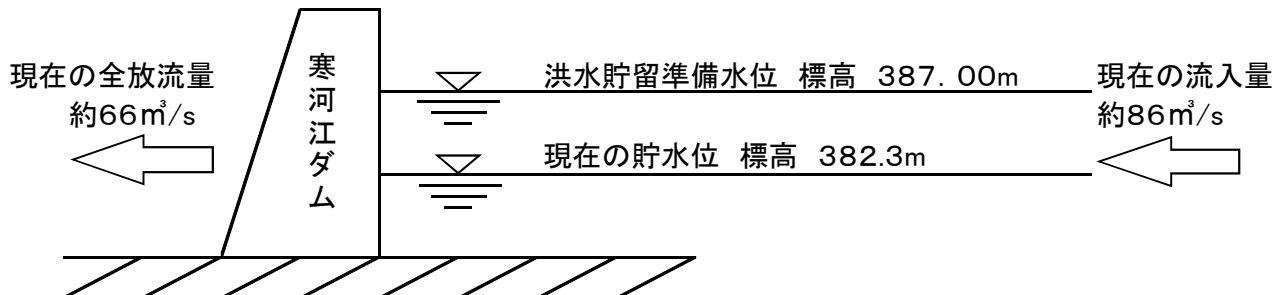 現在の全放流量
約66㎥/s
寒河江ダム
洪水貯留準備水位 標高 387.00m
現在の貯水位 標高 382.3m
現在の流入量
約86㎥/s